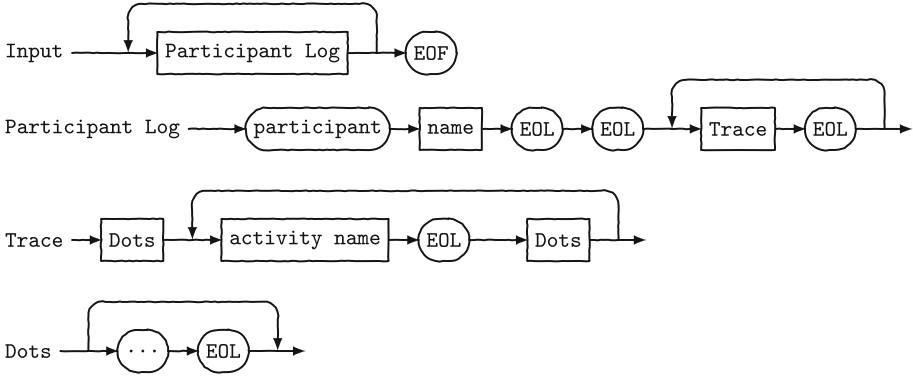 Input Participant Log EOF
Participant Log participant name EOL EOL Trace EOL
Trace Dots activity name EOL Dots
Dots ... EOL